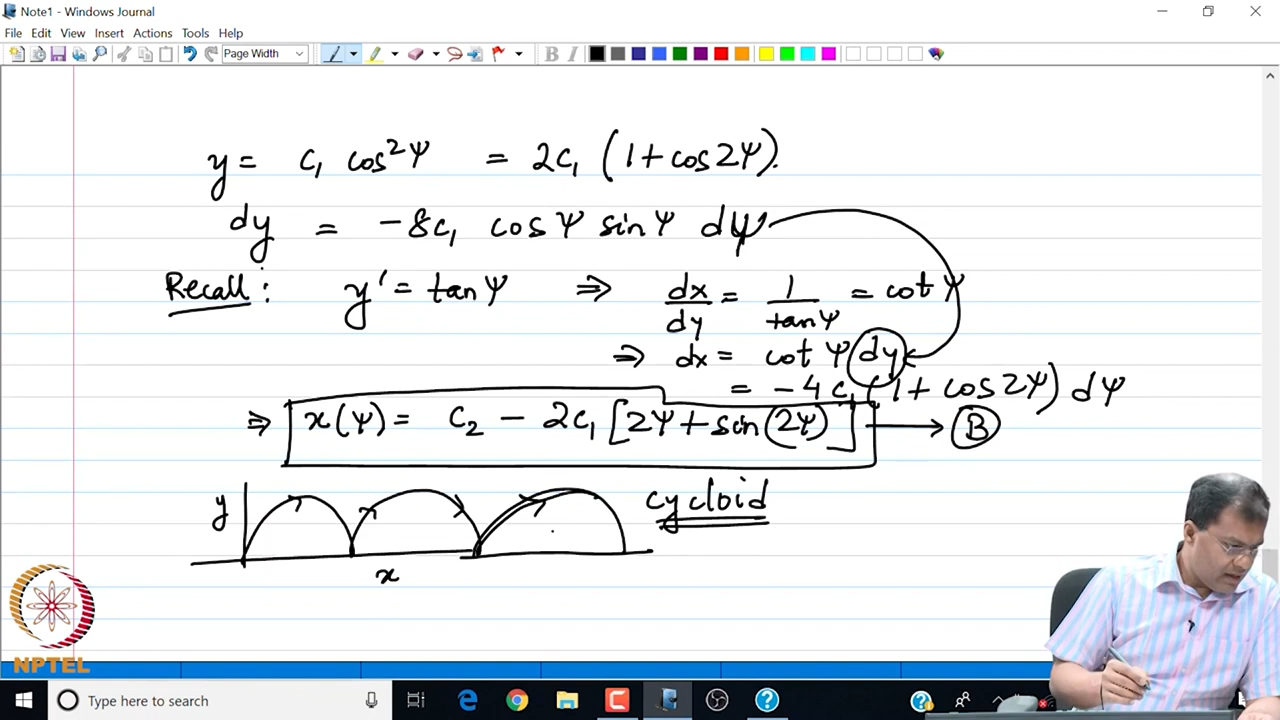 Note1 - Windows Journal
File Edit View Insert Actions Tools Help
Page Width
B I
y = c₁ cos²ψ = 2c₁ (1 + cos2ψ).
dy = -8c₁ cosψ sinψ dψ
Recall: y' = tanψ ⇒ dx/dy = 1/tanψ = cotψ
⇒ dx = cotψ dy
= -4c₁(1 + cos2ψ) dψ
⇒ x(ψ) = c₂ - 2c₁ [2ψ + sin(2ψ)] → B
y
cycloid
x
NPTEL
Type here to search